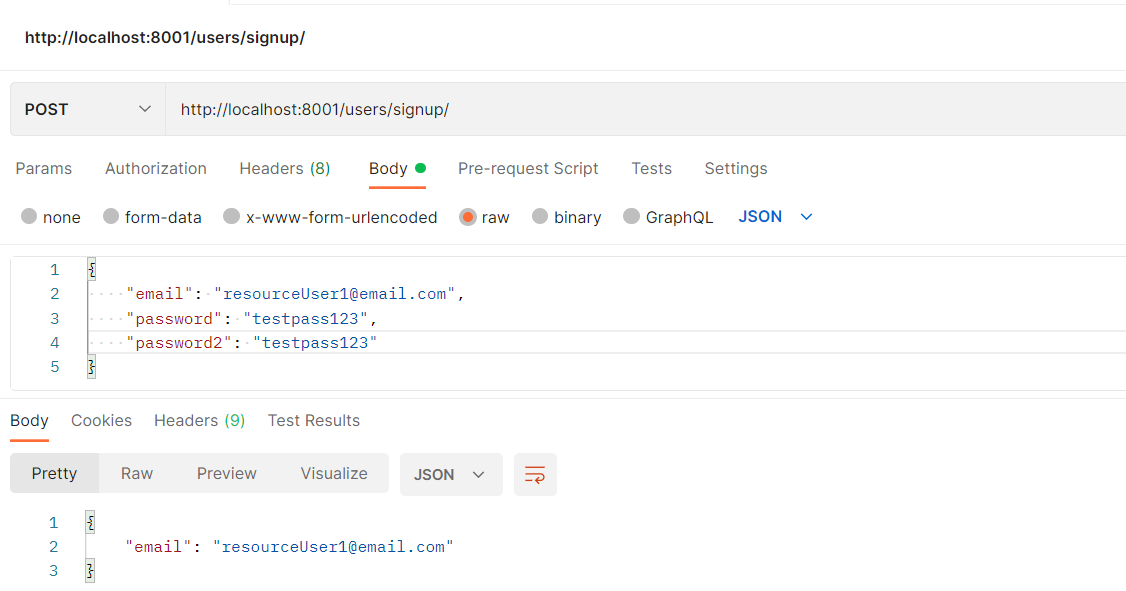 http://localhost:8001/users/signup/
POST http://localhost:8001/users/signup/
Params Authorization Headers (8) Body Pre-request Script Tests Settings
none form-data x-www-form-urlencoded raw binary GraphQL JSON
1 {
2 ····"email":·"resourceUser1@email.com",
3 ····"password":·"testpass123",
4 ····"password2":·"testpass123"
5 }
Body Cookies Headers (9) Test Results
Pretty Raw Preview Visualize JSON
1 {
2 "email": "resourceUser1@email.com"
3 }